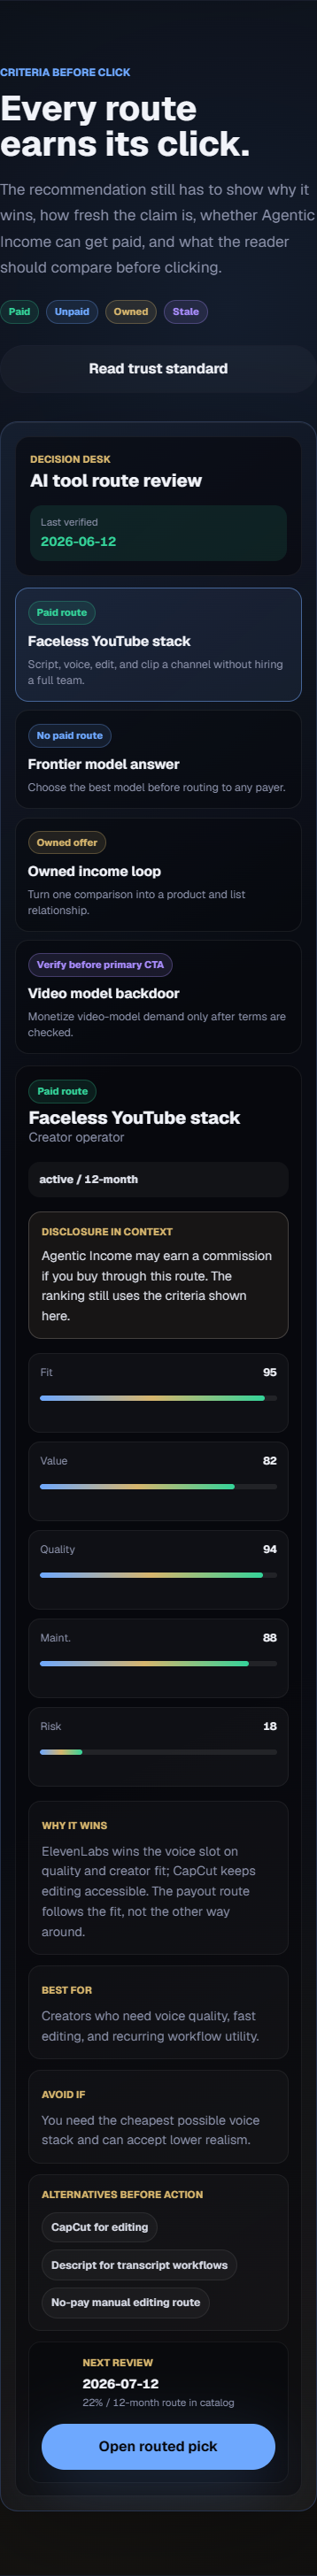 CRITERIA BEFORE CLICK
Every route
earns its click.
The recommendation still has to show why it
wins, how fresh the claim is, whether Agentic
Income can get paid, and what the reader
should compare before clicking.
Paid Unpaid Owned Stale
Read trust standard
DECISION DESK
AI tool route review
Last verified
2026-06-12
Paid route
Faceless YouTube stack
Script, voice, edit, and clip a channel without hiring
a full team.
No paid route
Frontier model answer
Choose the best model before routing to any payer.
Owned offer
Owned income loop
Turn one comparison into a product and list
relationship.
Verify before primary CTA
Video model backdoor
Monetize video-model demand only after terms are
checked.
Paid route
Faceless YouTube stack
Creator operator
active / 12-month
DISCLOSURE IN CONTEXT
Agentic Income may earn a commission
if you buy through this route. The
ranking still uses the criteria shown
here.
Fit 95
Value 82
Quality 94
Maint. 88
Risk 18
WHY IT WINS
ElevenLabs wins the voice slot on
quality and creator fit; CapCut keeps
editing accessible. The payout route
follows the fit, not the other way
around.
BEST FOR
Creators who need voice quality, fast
editing, and recurring workflow utility.
AVOID IF
You need the cheapest possible voice
stack and can accept lower realism.
ALTERNATIVES BEFORE ACTION
CapCut for editing
Descript for transcript workflows
No-pay manual editing route
NEXT REVIEW
2026-07-12
22% / 12-month route in catalog
Open routed pick